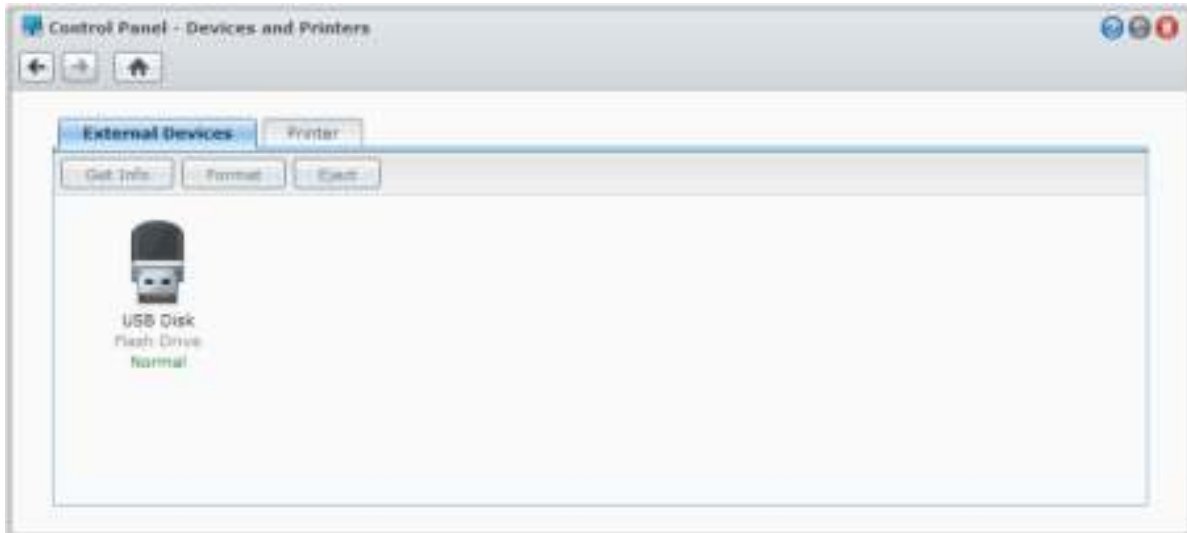 Control Panel - Devices and Printers
External Devices Printer
Get Info Format Eject
USB Disk
Flash Drive
Normal